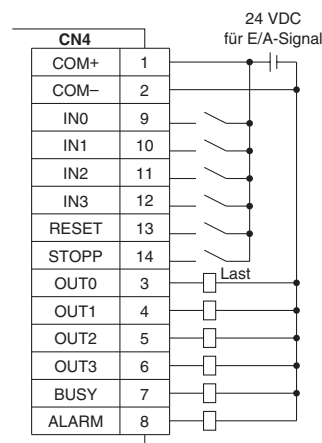 24 VDC
für E/A-Signal
CN4
COM+ 1
COM– 2
IN0 9
IN1 10
IN2 11
IN3 12
RESET 13
STOPP 14
Last
OUT0 3
OUT1 4
OUT2 5
OUT3 6
BUSY 7
ALARM 8